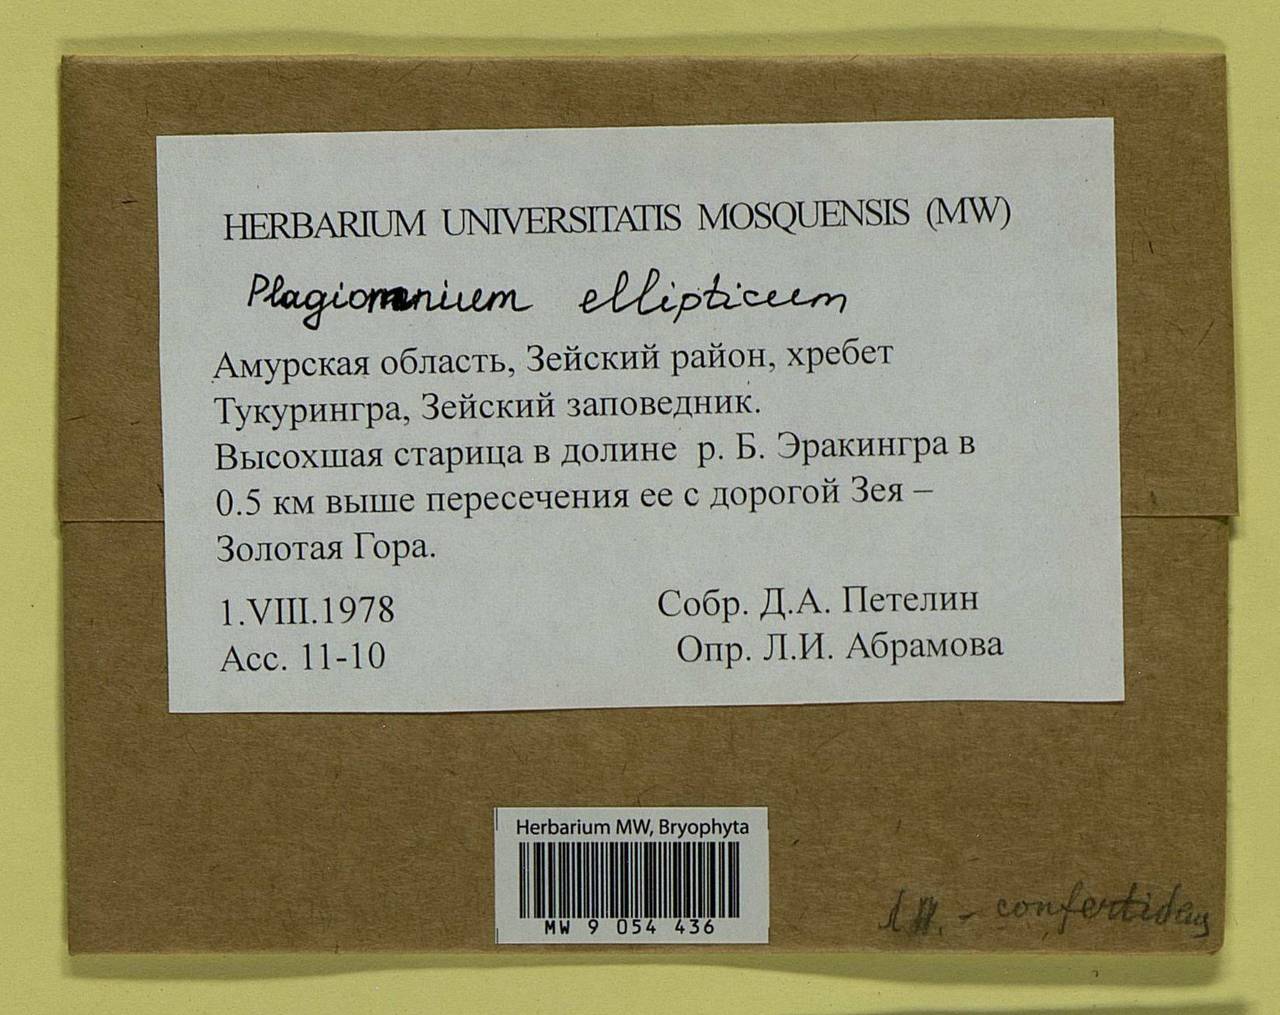 HERBARIUM UNIVERSITATIS MOSQUENSIS (MW)
Plagiomnium ellipticum
Амурская область, Зейский район, хребет
Тукурингра, Зейский заповедник.
Высохшая старица в долине р. Б. Эракингра в
0.5 км выше пересечения ее с дорогой Зея –
Золотая Гора.
1.VIII.1978 Собр. Д.А. Петелин
Acc. 11-10 Опр. Л.И. Абрамова
Herbarium MW, Bryophyta
MW 9 054 436
- confertidens